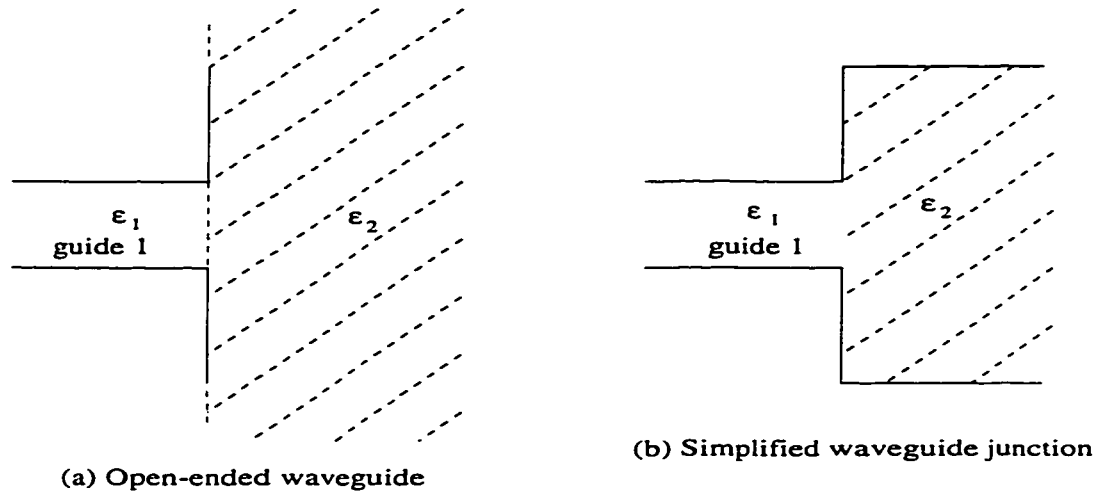 ε1
guide 1
ε2
(a) Open-ended waveguide
ε1
guide 1
ε2
(b) Simplified waveguide junction